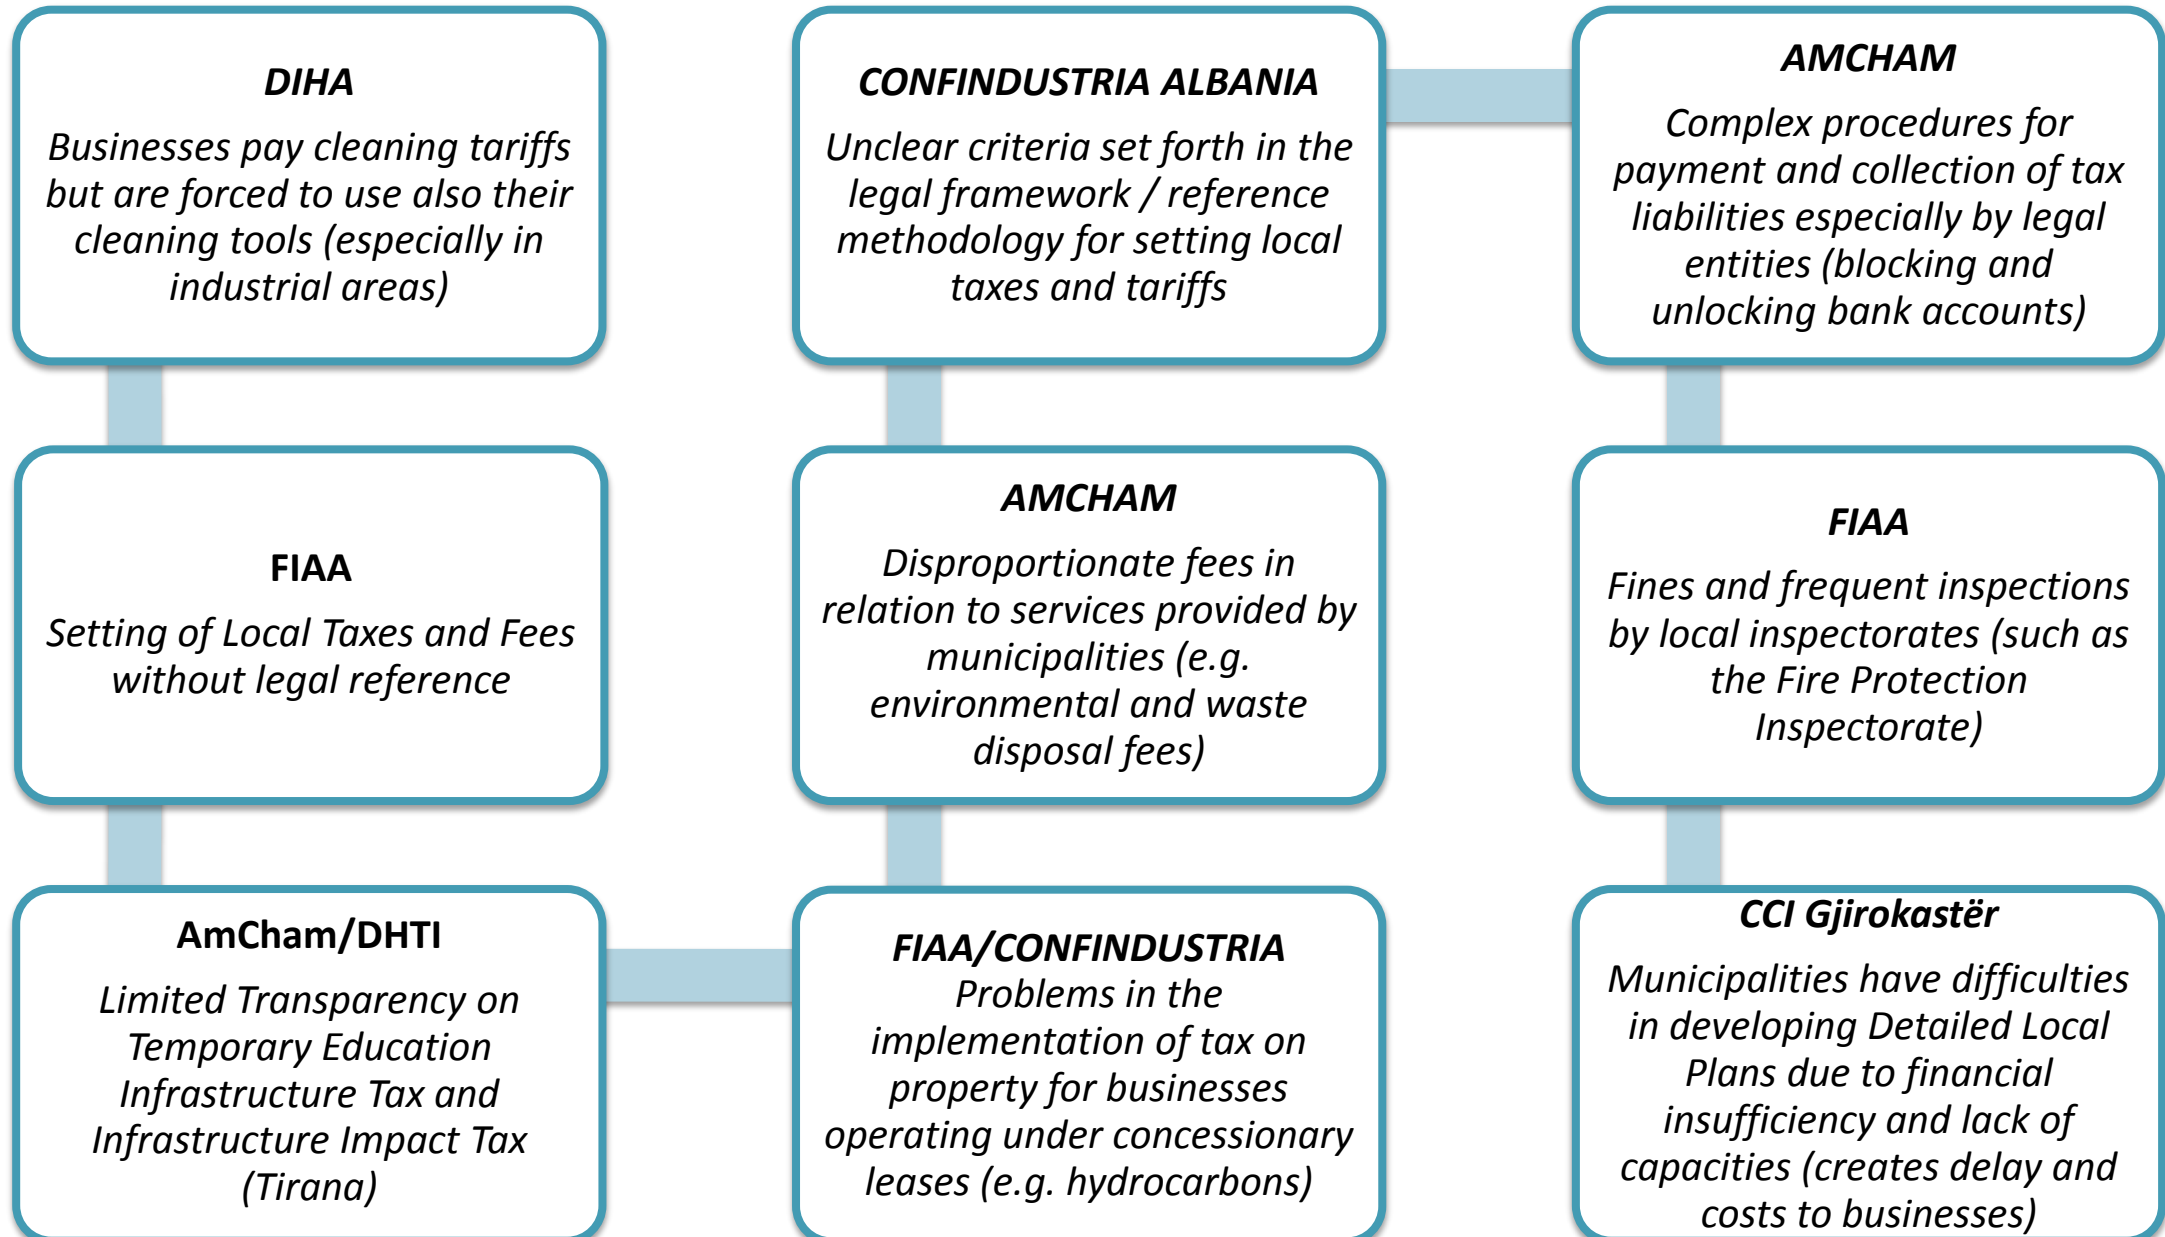 DIHA
Businesses pay cleaning tariffs
but are forced to use also their
cleaning tools (especially in
industrial areas)
FIAA
Setting of Local Taxes and Fees
without legal reference
AmCham/DHTI
Limited Transparency on
Temporary Education
Infrastructure Tax and
Infrastructure Impact Tax
(Tirana)
FIAA/CONFINDUSTRIA
Problems in the
implementation of tax on
property for businesses
operating under concessionary
leases (e.g. hydrocarbons)
AMCHAM
Disproportionate fees in
relation to services provided by
municipalities (e.g.
environmental and waste
disposal fees)
CONFINDUSTRIA ALBANIA
Unclear criteria set forth in the
legal framework / reference
methodology for setting local
taxes and tariffs
AMCHAM
Complex procedures for
payment and collection of tax
liabilities especially by legal
entities (blocking and
unlocking bank accounts)
FIAA
Fines and frequent inspections
by local inspectorates (such as
the Fire Protection
Inspectorate)
CCI Gjirokastër
Municipalities have difficulties
in developing Detailed Local
Plans due to financial
insufficiency and lack of
capacities (creates delay and
costs to businesses)